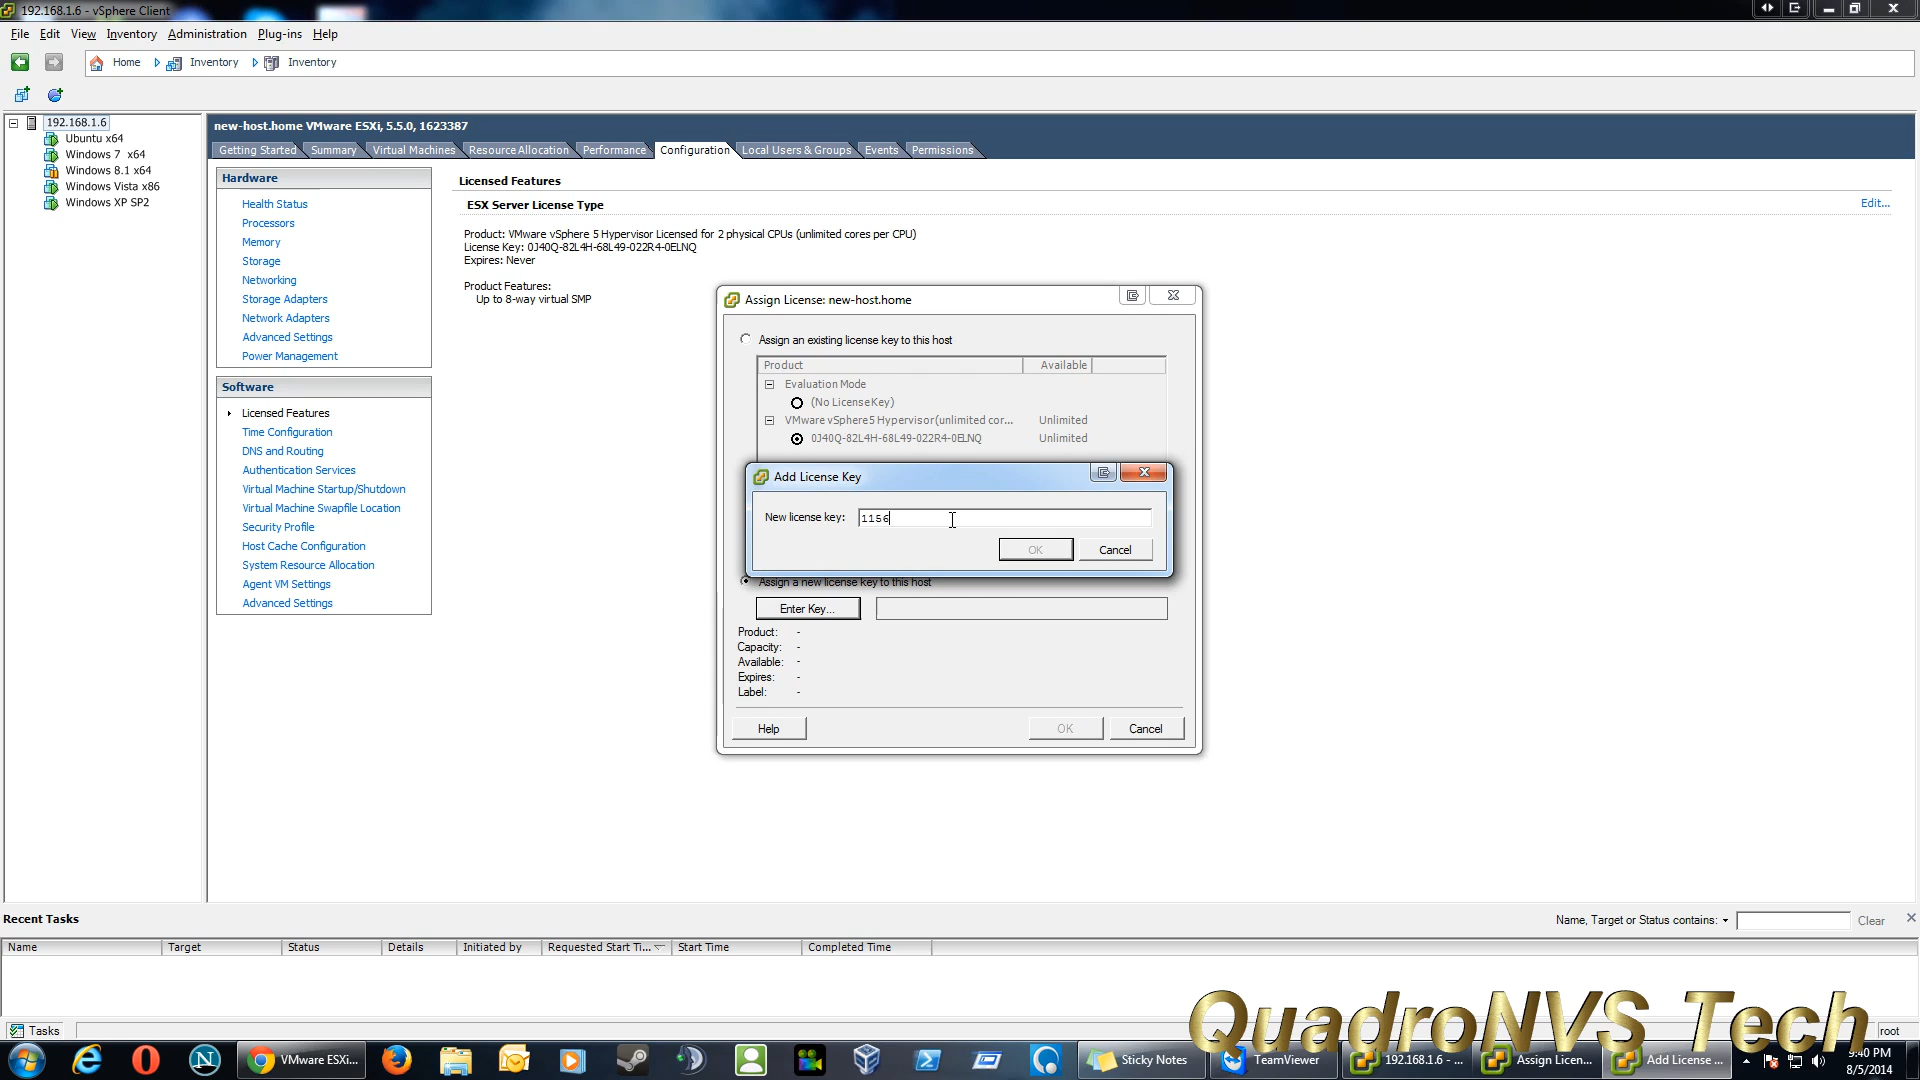 192.168.1.6 - vSphere Client
File Edit View Inventory Administration Plug-ins Help
Home Inventory Inventory
192.168.1.6
Ubuntu x64
Windows 7 x64
Windows 8.1 x64
Windows Vista x86
Windows XP SP2
new-host.home VMware ESXi, 5.5.0, 1623387
Getting Started Summary Virtual Machines Resource Allocation Performance Configuration Local Users & Groups Events Permissions
Hardware
Health Status
Processors
Memory
Storage
Networking
Storage Adapters
Network Adapters
Advanced Settings
Power Management
Software
Licensed Features
Time Configuration
DNS and Routing
Authentication Services
Virtual Machine Startup/Shutdown
Virtual Machine Swapfile Location
Security Profile
Host Cache Configuration
System Resource Allocation
Agent VM Settings
Advanced Settings
Licensed Features
ESX Server License Type
Edit...
Product: VMware vSphere 5 Hypervisor Licensed for 2 physical CPUs (unlimited cores per CPU)
License Key: 0J40Q-82L4H-68L49-022R4-0ELNQ
Expires: Never
Product Features:
Up to 8-way virtual SMP
Assign License: new-host.home
Assign an existing license key to this host
Product Available
Evaluation Mode
(No License Key)
VMware vSphere 5 Hypervisor (unlimited cor... Unlimited
0J40Q-82L4H-68L49-022R4-0ELNQ Unlimited
Add License Key
New license key: 1156
OK Cancel
Assign a new license key to this host
Enter Key...
Product: -
Capacity: -
Available: -
Expires: -
Label: -
Help OK Cancel
Recent Tasks
Name, Target or Status contains: Clear
Name Target Status Details Initiated by Requested Start Ti... Start Time Completed Time
QuadroNVS Tech
Tasks root
VMware ESXi... Sticky Notes TeamViewer 192.168.1.6 - ... Assign Licen... Add License ...
9:40 PM
8/5/2014